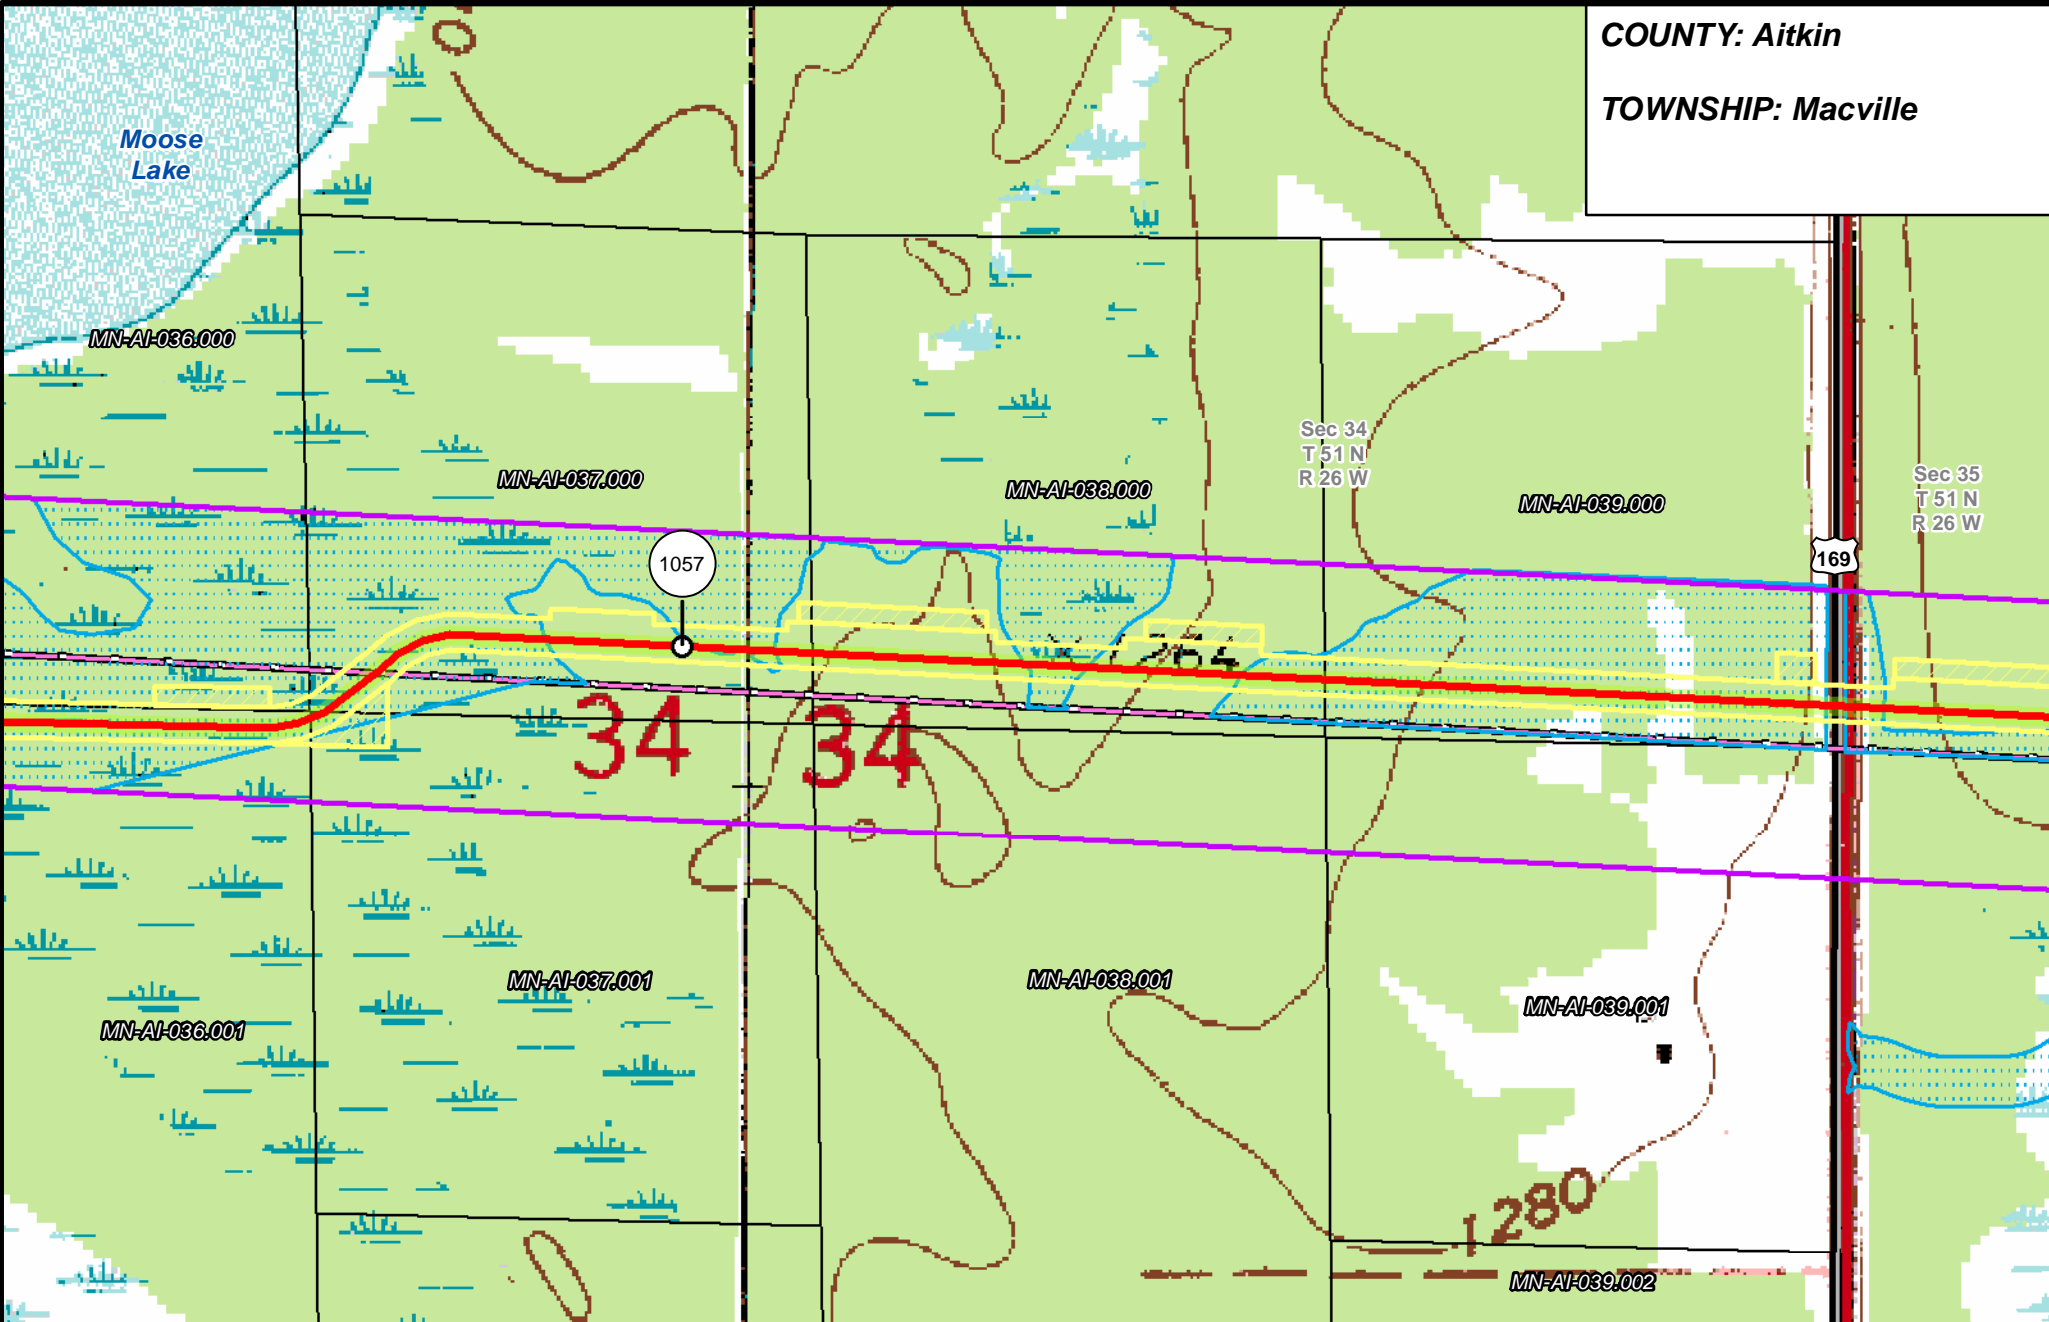 COUNTY: Aitkin
TOWNSHIP: Macville
Moose
Lake
MN-AI-036.000
MN-AI-037.000
MN-AI-038.000
Sec 34
T 51 N
R 26 W
MN-AI-039.000
Sec 35
T 51 N
R 26 W
169
1057
34
34
MN-AI-036.001
MN-AI-037.001
MN-AI-038.001
MN-AI-039.001
1280
MN-AI-039.002